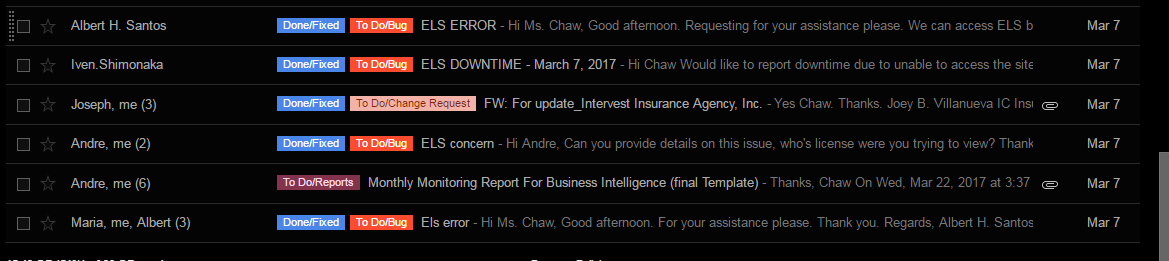 Albert H. Santos Done/Fixed To Do/Bug ELS ERROR - Hi Ms. Chaw, Good afternoon. Requesting for your assistance please. We can access ELS b Mar 7
Iven.Shimonaka Done/Fixed To Do/Bug ELS DOWNTIME - March 7, 2017 - Hi Chaw Would like to report downtime due to unable to access the site Mar 7
Joseph, me (3) Done/Fixed To Do/Change Request FW: For update_Intervest Insurance Agency, Inc. - Yes Chaw. Thanks. Joey B. Villanueva IC Insu Mar 7
Andre, me (2) Done/Fixed To Do/Bug ELS concern - Hi Andre, Can you provide details on this issue, who's license were you trying to view? Thank Mar 7
Andre, me (6) To Do/Reports Monthly Monitoring Report For Business Intelligence (final Template) - Thanks, Chaw On Wed, Mar 22, 2017 at 3:37 Mar 7
Maria, me, Albert (3) Done/Fixed To Do/Bug Els error - Hi Ms. Chaw, Good afternoon. For your assistance please. Thank you. Regards, Albert H. Santos Mar 7